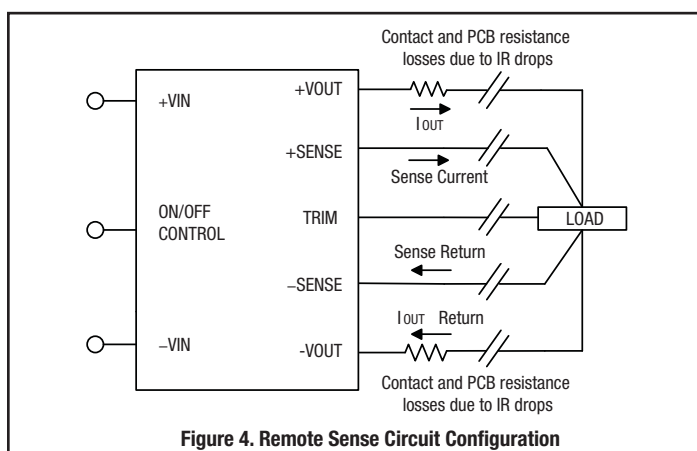 Contact and PCB resistance
losses due to IR drops
+VOUT
+VIN
IOUT
+SENSE
Sense Current
ON/OFF
CONTROL
TRIM
LOAD
Sense Return
−SENSE
IOUT Return
−VIN
-VOUT
Contact and PCB resistance
losses due to IR drops
Figure 4. Remote Sense Circuit Configuration